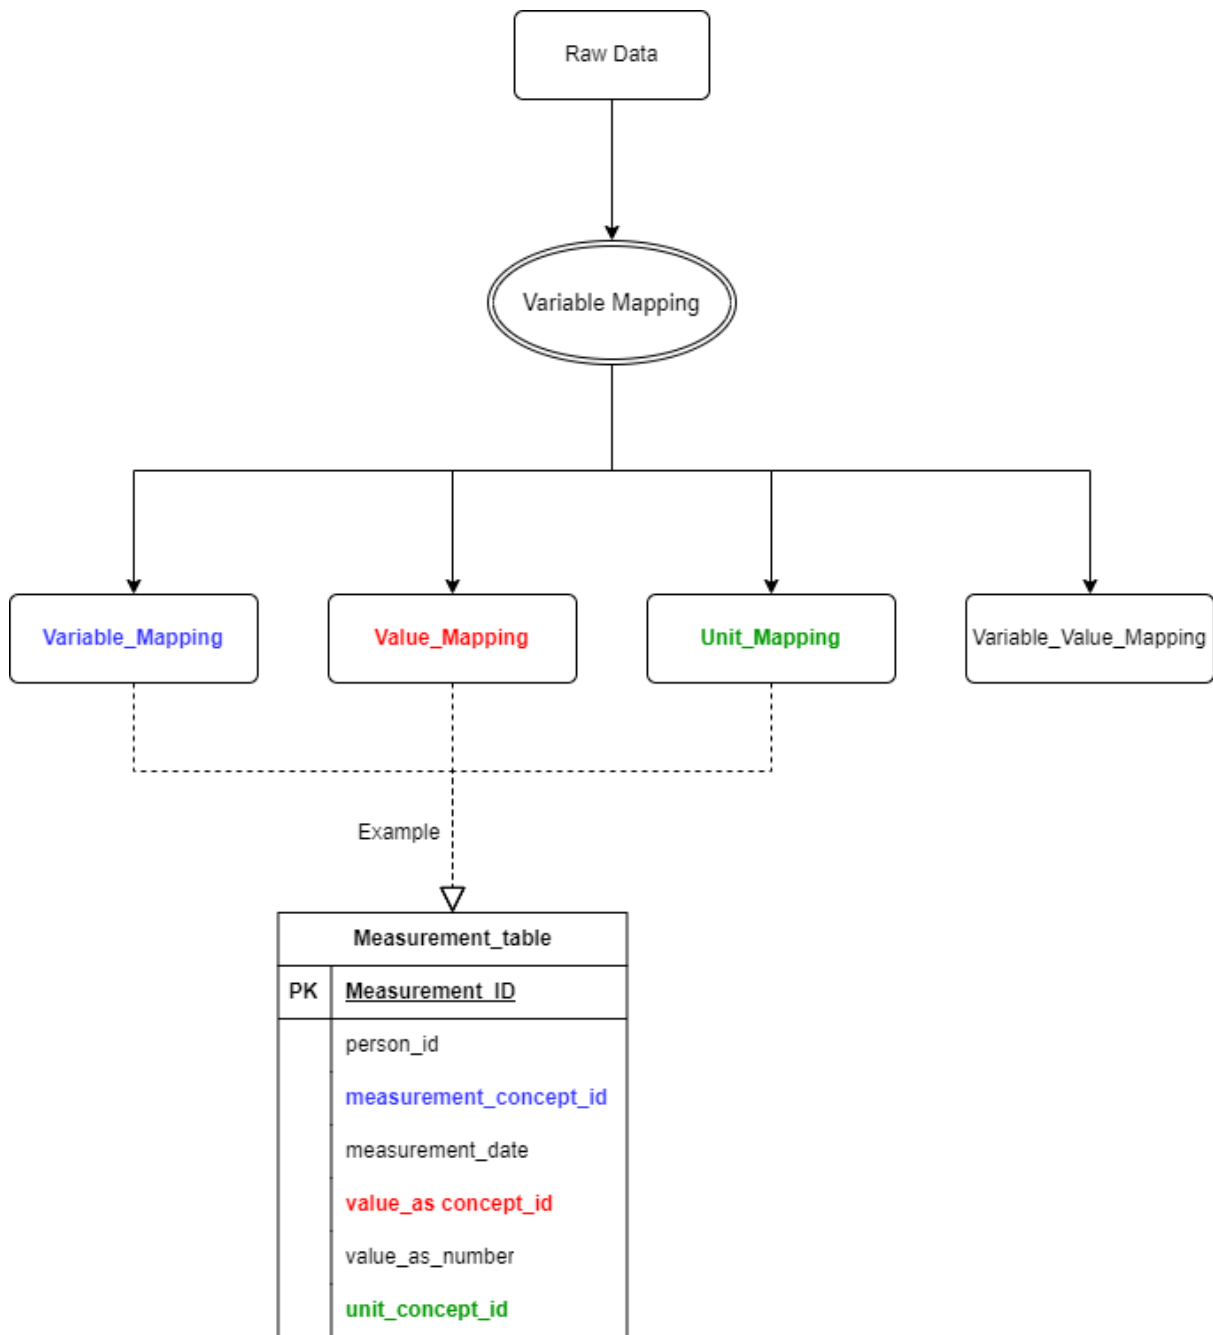 Raw Data
Variable Mapping
Variable_Mapping
Value_Mapping
Unit_Mapping
Variable_Value_Mapping
Example
Measurement_table
PK Measurement_ID
person_id
measurement_concept_id
measurement_date
value_as concept_id
value_as_number
unit_concept_id